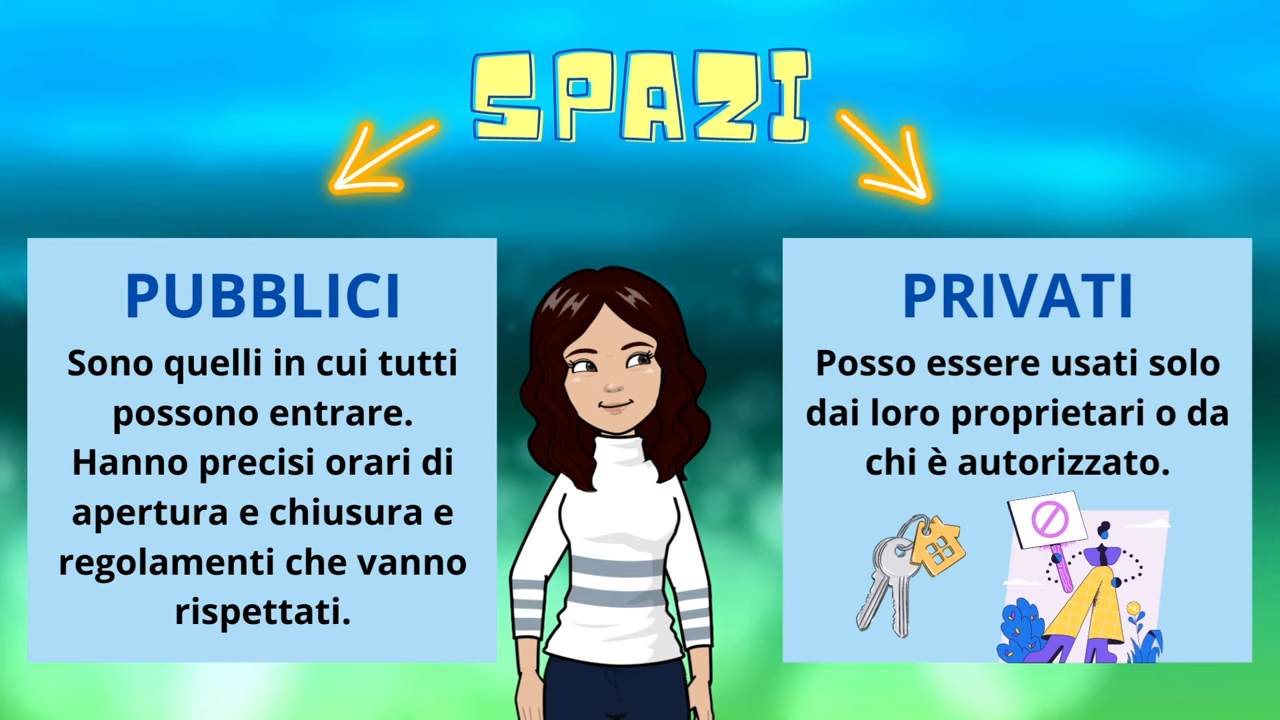 SPAZI
PUBBLICI
Sono quelli in cui tutti
possono entrare.
Hanno precisi orari di
apertura e chiusura e
regolamenti che vanno
rispettati.
PRIVATI
Posso essere usati solo
dai loro proprietari o da
chi è autorizzato.